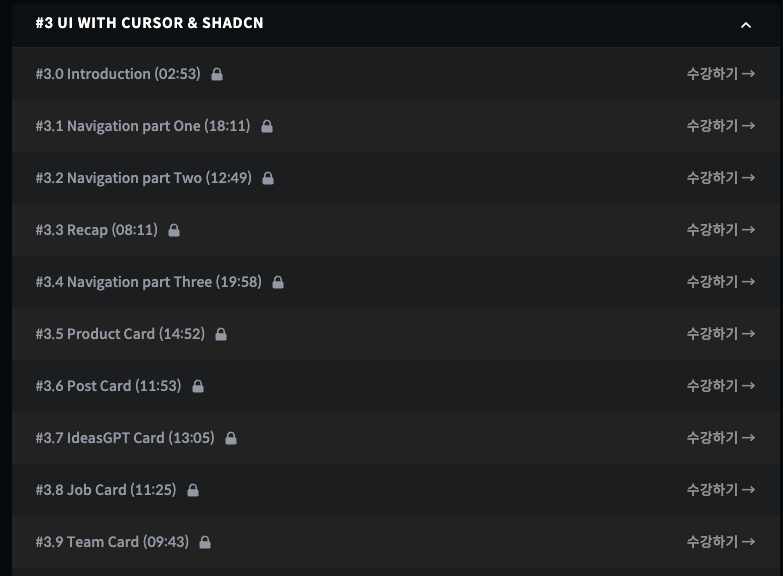 #3 UI WITH CURSOR & SHADCN
#3.0 Introduction (02:53) 수강하기 →
#3.1 Navigation part One (18:11) 수강하기 →
#3.2 Navigation part Two (12:49) 수강하기 →
#3.3 Recap (08:11) 수강하기 →
#3.4 Navigation part Three (19:58) 수강하기 →
#3.5 Product Card (14:52) 수강하기 →
#3.6 Post Card (11:53) 수강하기 →
#3.7 IdeasGPT Card (13:05) 수강하기 →
#3.8 Job Card (11:25) 수강하기 →
#3.9 Team Card (09:43) 수강하기 →